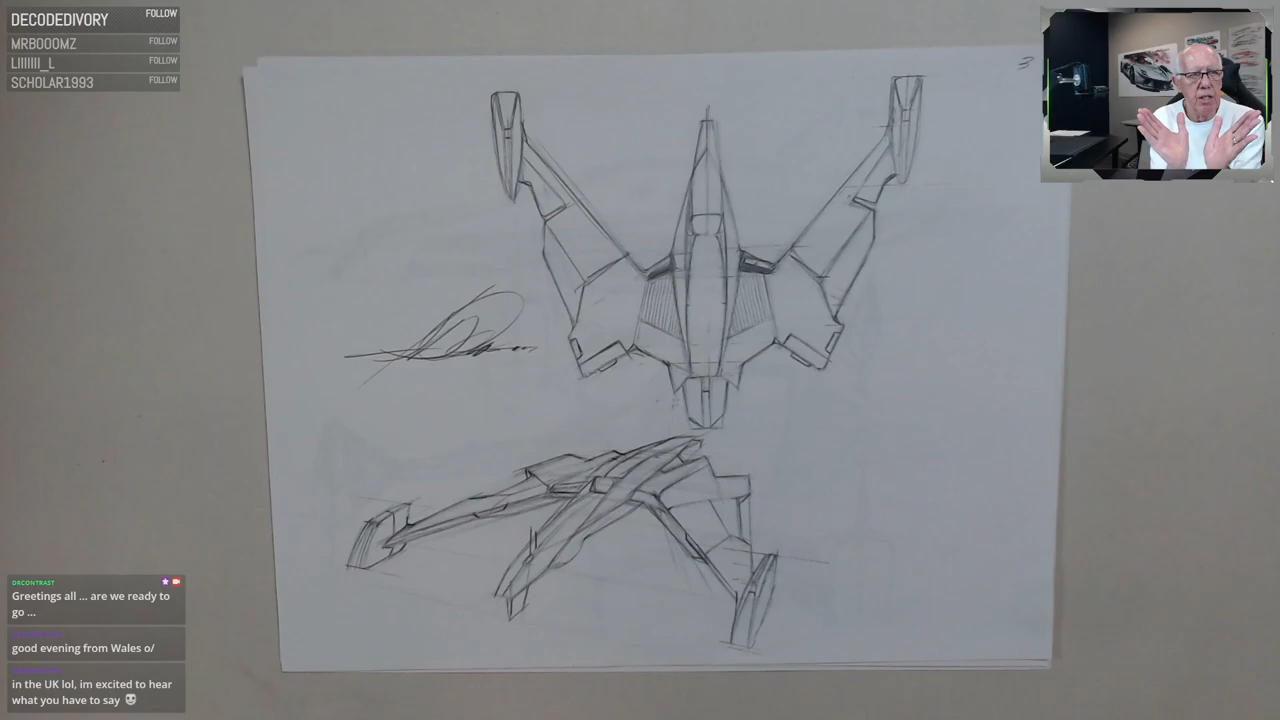 DECODEDIVORY FOLLOW
MRBOOOMZ FOLLOW
LIIIIIII_L FOLLOW
SCHOLAR1993 FOLLOW
3
DRCONTRAST
Greetings all ... are we ready to
go ...
good evening from Wales o/
in the UK lol, im excited to hear
what you have to say